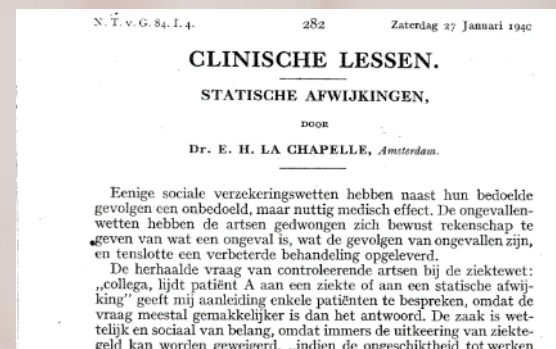 N. T. v. G. 84. I. 4.
282
Zaterdag 27 Januari 1940
CLINISCHE LESSEN.
STATISCHE AFWIJKINGEN,
DOOR
Dr. E. H. LA CHAPELLE, Amsterdam.
Eenige sociale verzekeringswetten hebben naast hun bedoelde
gevolgen een onbedoeld, maar nuttig medisch effect. De ongevallen-
wetten hebben de artsen gedwongen zich bewust rekenschap te
geven van wat een ongeval is, wat de gevolgen van ongevallen zijn,
en tenslotte een verbeterde behandeling opgeleverd.
De herhaalde vraag van controleerende artsen bij de ziektewet:
„collega, lijdt patiënt A aan een ziekte of aan een statische afwij-
king” geeft mij aanleiding enkele patiënten te bespreken, omdat de
vraag meestal gemakkelijker is dan het antwoord. De zaak is wet-
telijk en sociaal van belang, omdat immers de uitkeering van ziekte-
geld kan worden geweigerd, „indien de ongeschiktheid tot werken